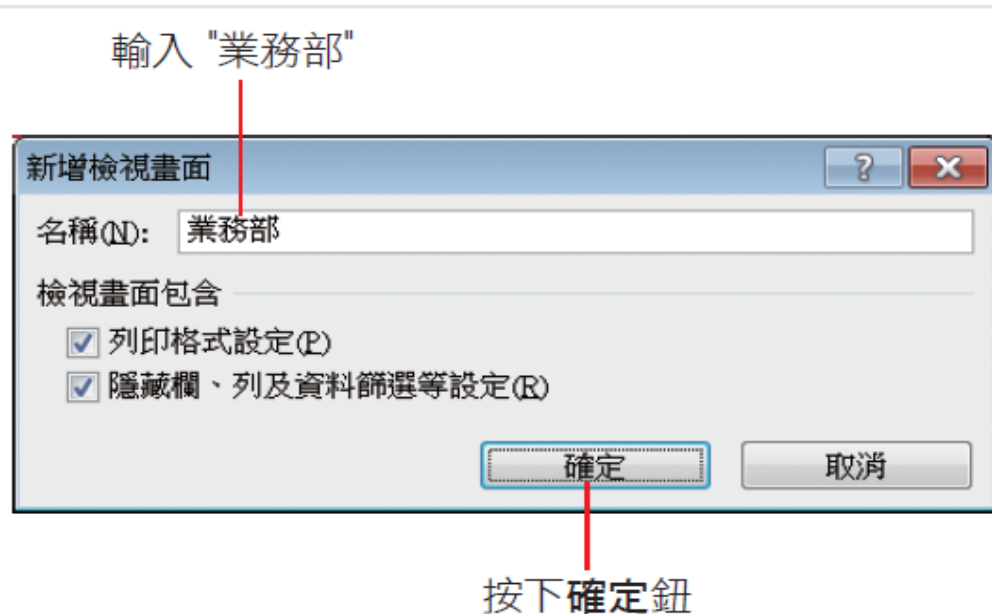 輸入 "業務部"
新增檢視畫面
名稱(N): 業務部
檢視畫面包含
列印格式設定(P)
隱藏欄、列及資料篩選等設定(R)
確定 取消
按下確定鈕